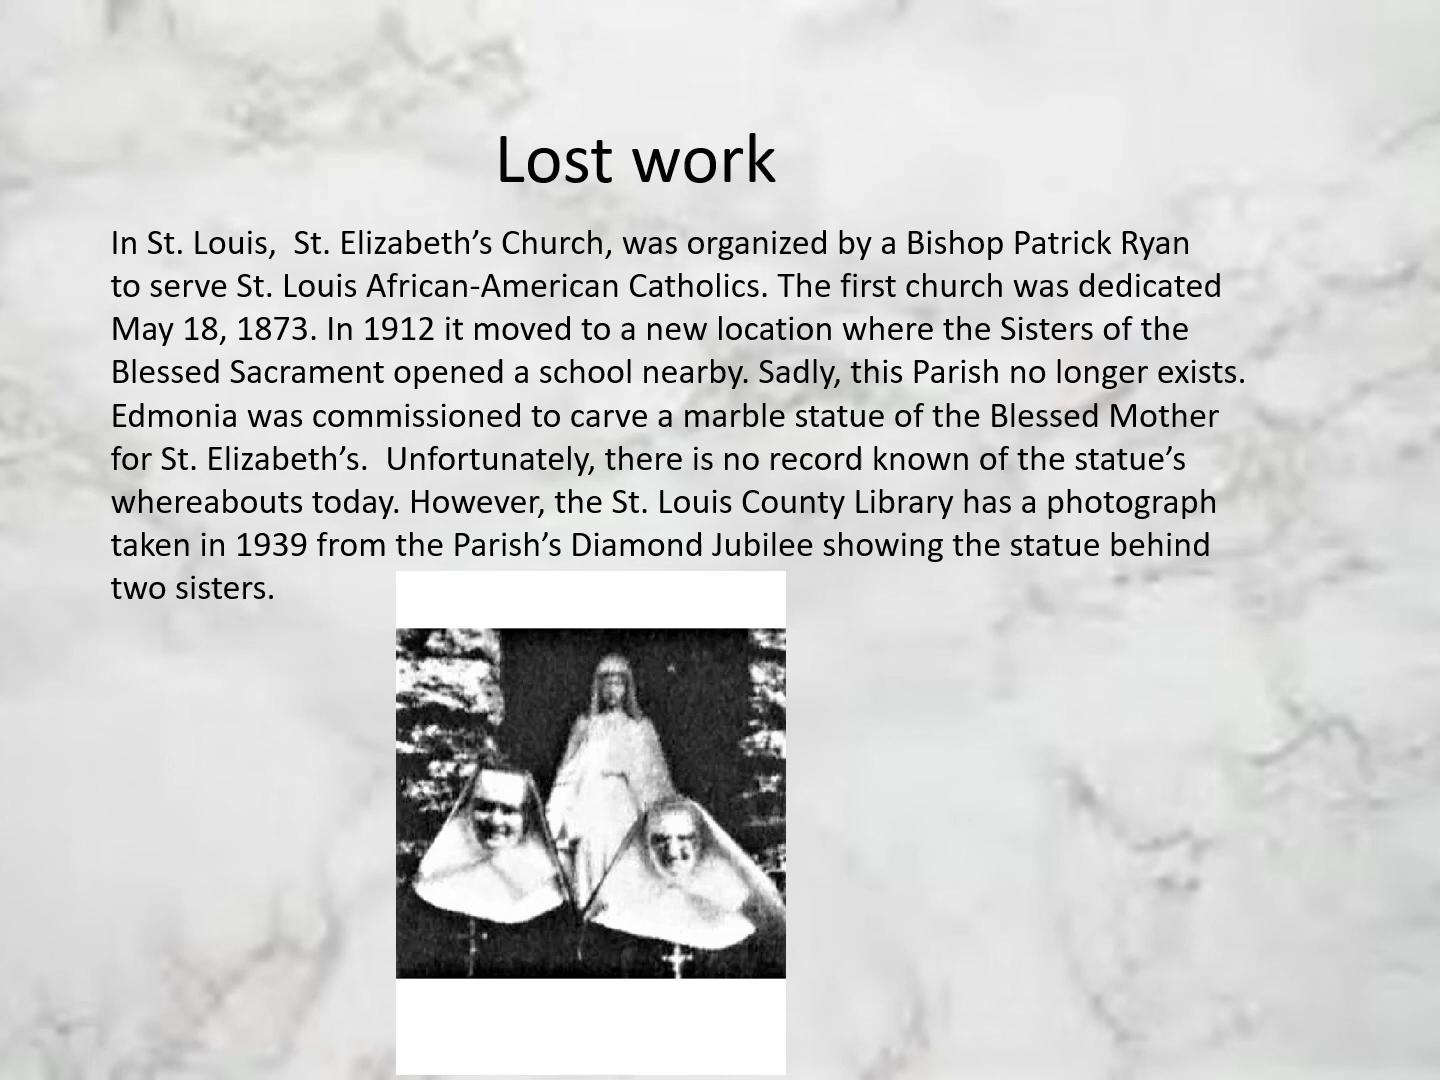 Lost work
In St. Louis,  St. Elizabeth’s Church, was organized by a Bishop Patrick Ryan
to serve St. Louis African-American Catholics. The first church was dedicated
May 18, 1873. In 1912 it moved to a new location where the Sisters of the
Blessed Sacrament opened a school nearby. Sadly, this Parish no longer exists.
Edmonia was commissioned to carve a marble statue of the Blessed Mother
for St. Elizabeth’s.  Unfortunately, there is no record known of the statue’s
whereabouts today. However, the St. Louis County Library has a photograph
taken in 1939 from the Parish’s Diamond Jubilee showing the statue behind
two sisters.